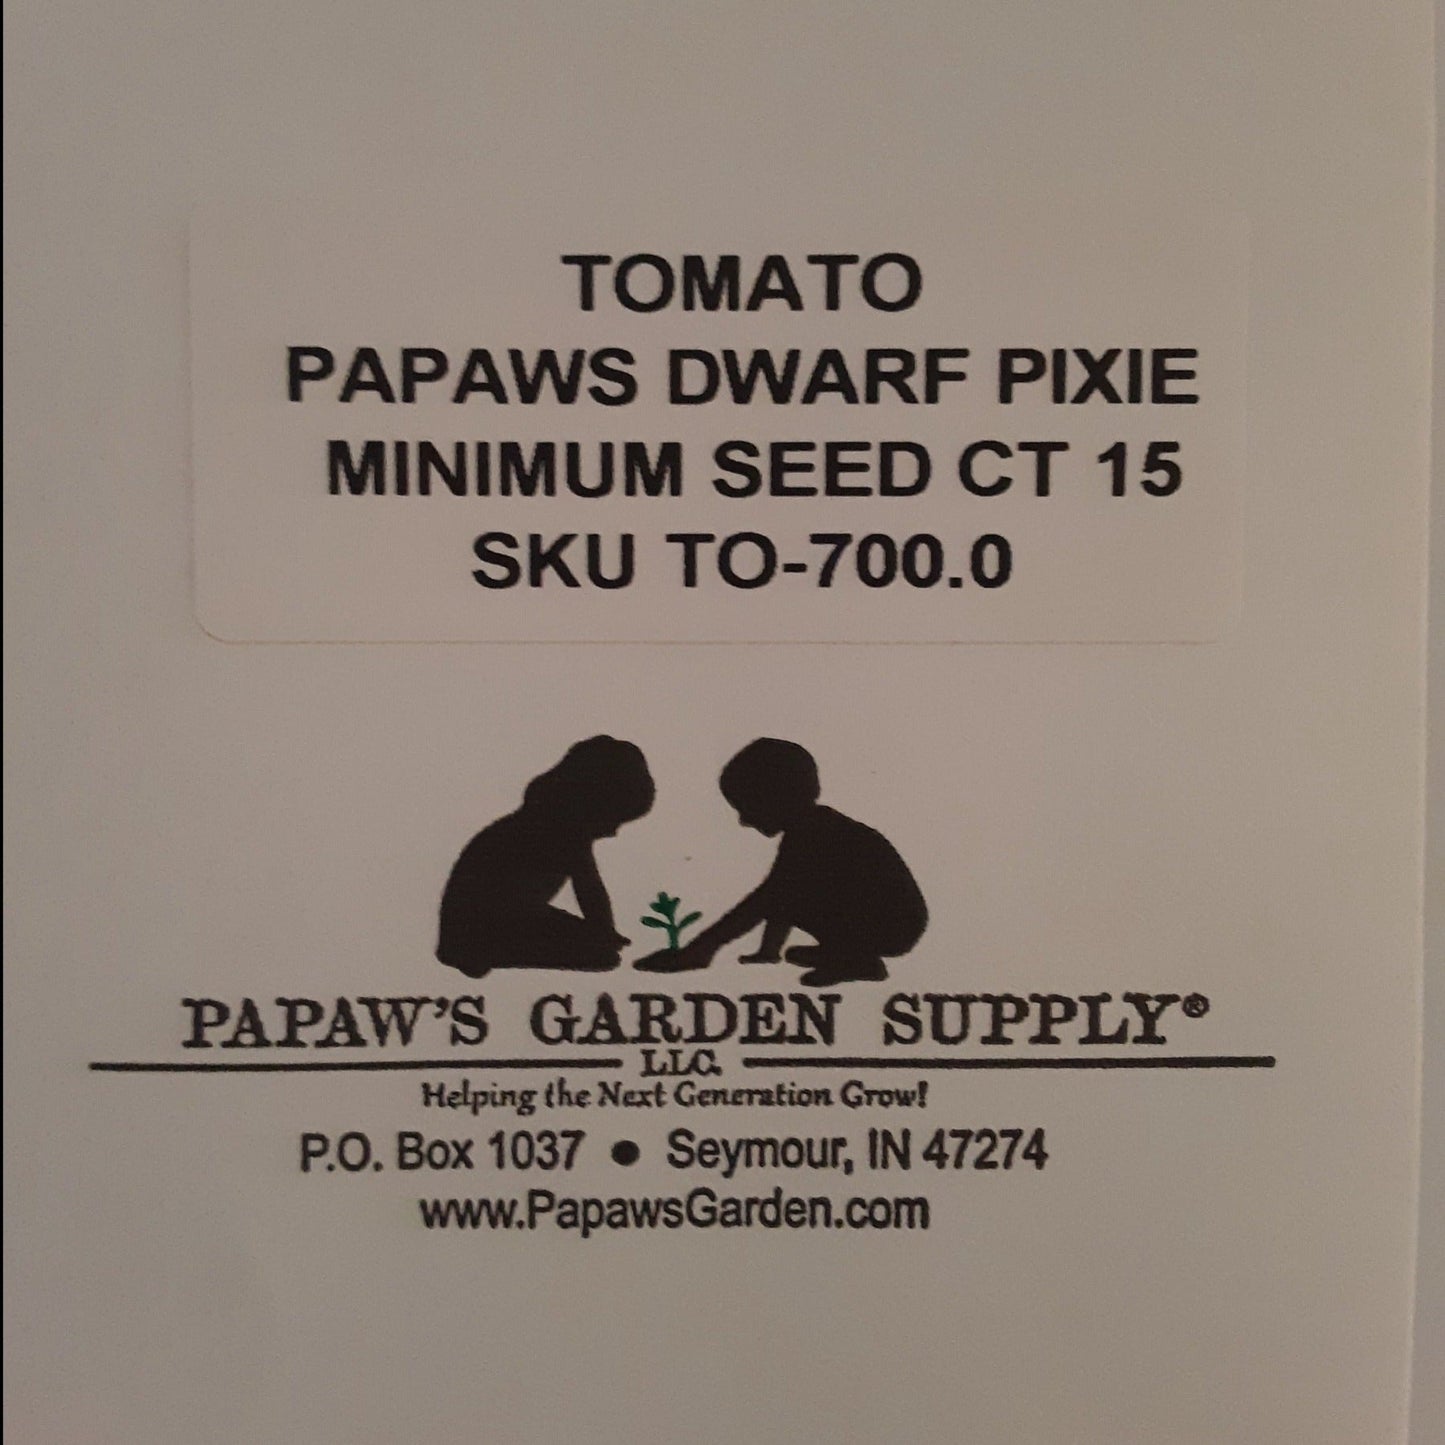 TOMATO
PAPAWS DWARF PIXIE
MINIMUM SEED CT 15
SKU TO-700.0
PAPAW'S GARDEN SUPPLY®
LLC.
Helping the Next Generation Grow!
P.O. Box 1037 ● Seymour, IN 47274
www.PapawsGarden.com